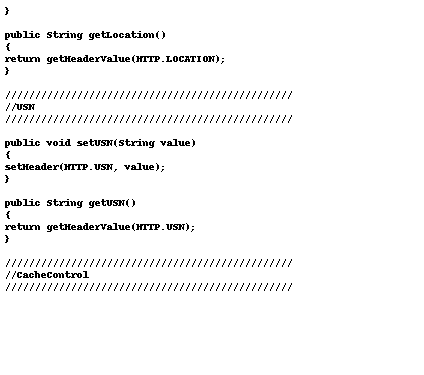 }
public String getLocation()
{
return getHeaderValue(HTTP.LOCATION);
}
////////////////////////////////////////////////
//USN
////////////////////////////////////////////////
public void setUSN(String value)
{
setHeader(HTTP.USN, value);
}
public String getUSN()
{
return getHeaderValue(HTTP.USN);
}
////////////////////////////////////////////////
//CacheControl
////////////////////////////////////////////////